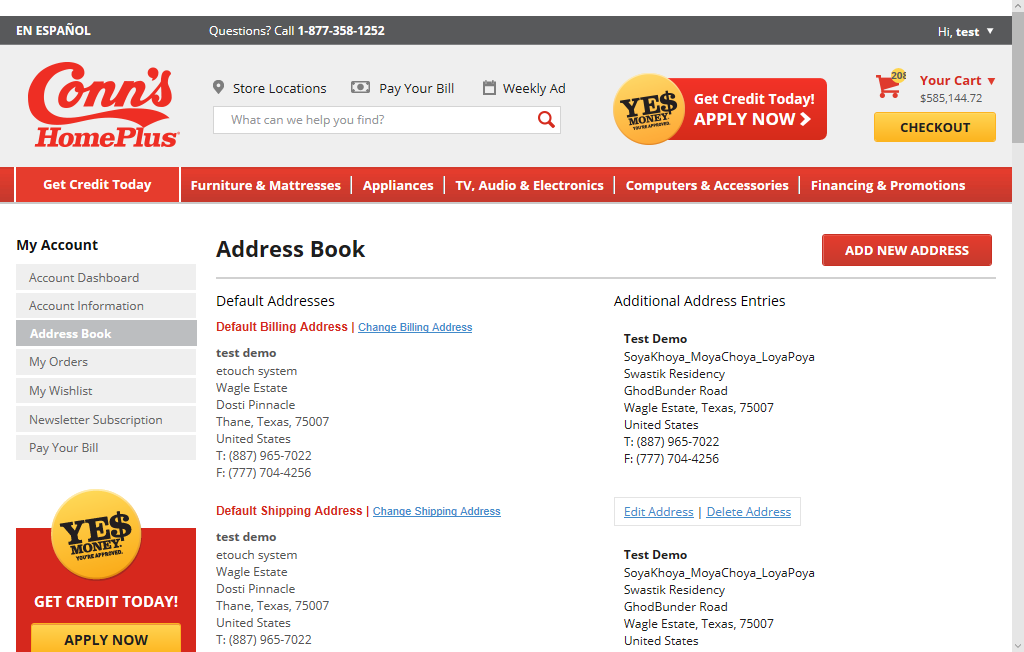 EN ESPAÑOL
Questions? Call 1-877-358-1252
Hi, test
Conn's
HomePlus
Store Locations
Pay Your Bill
Weekly Ad
What can we help you find?
YE$
MONEY.
YOU'RE APPROVED.
Get Credit Today!
APPLY NOW
208
Your Cart
$585,144.72
CHECKOUT
Get Credit Today
Furniture & Mattresses
Appliances
TV, Audio & Electronics
Computers & Accessories
Financing & Promotions
My Account
Account Dashboard
Account Information
Address Book
My Orders
My Wishlist
Newsletter Subscription
Pay Your Bill
YE$
MONEY.
YOU'RE APPROVED.
GET CREDIT TODAY!
APPLY NOW
Address Book
ADD NEW ADDRESS
Default Addresses
Default Billing Address | Change Billing Address
test demo
etouch system
Wagle Estate
Dosti Pinnacle
Thane, Texas, 75007
United States
T: (887) 965-7022
F: (777) 704-4256
Default Shipping Address | Change Shipping Address
test demo
etouch system
Wagle Estate
Dosti Pinnacle
Thane, Texas, 75007
United States
T: (887) 965-7022
Additional Address Entries
Test Demo
SoyaKhoya_MoyaChoya_LoyaPoya
Swastik Residency
GhodBunder Road
Wagle Estate, Texas, 75007
United States
T: (887) 965-7022
F: (777) 704-4256
Edit Address | Delete Address
Test Demo
SoyaKhoya_MoyaChoya_LoyaPoya
Swastik Residency
GhodBunder Road
Wagle Estate, Texas, 75007
United States